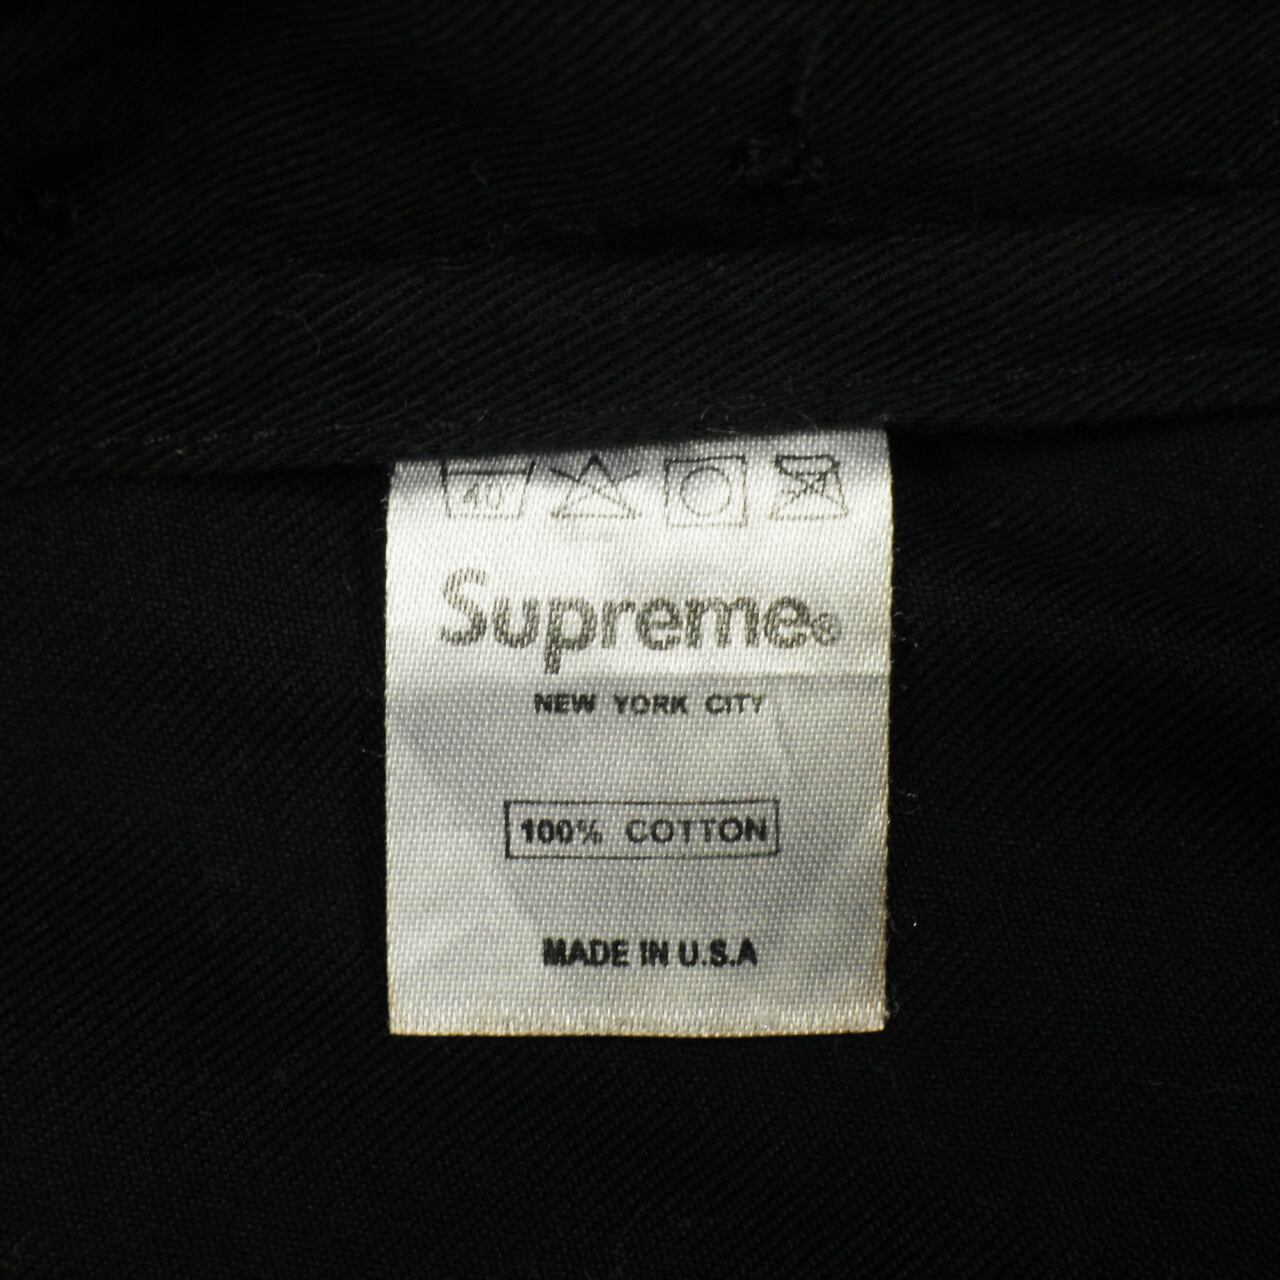 40
Supreme®
NEW YORK CITY
100% COTTON
MADE IN U.S.A